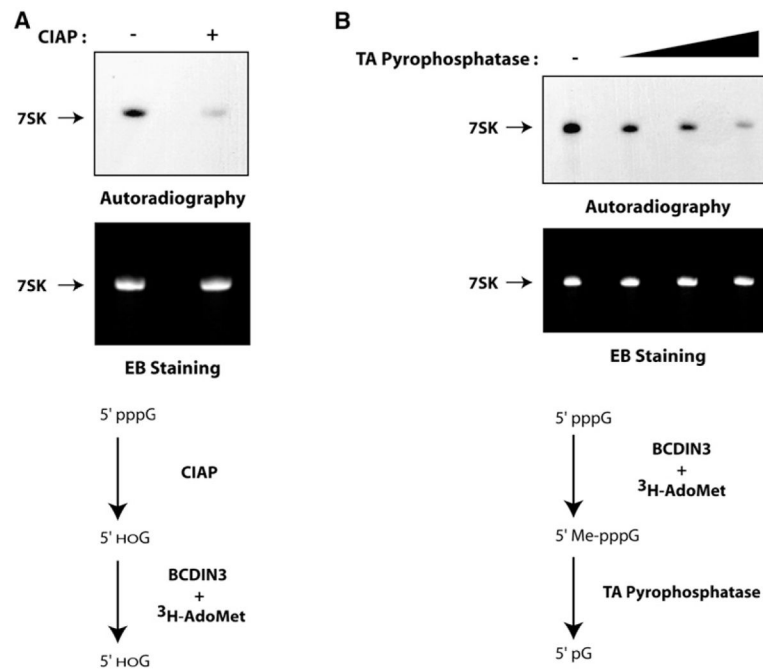 A
CIAP :
-
+
7SK
Autoradiography
7SK
EB Staining
5' pppG
CIAP
5' HOG
BCDIN3
+
3H-AdoMet
5' HOG
B
TA Pyrophosphatase :
-
7SK
Autoradiography
7SK
EB Staining
5' pppG
BCDIN3
+
3H-AdoMet
5' Me-pppG
TA Pyrophosphatase
5' pG